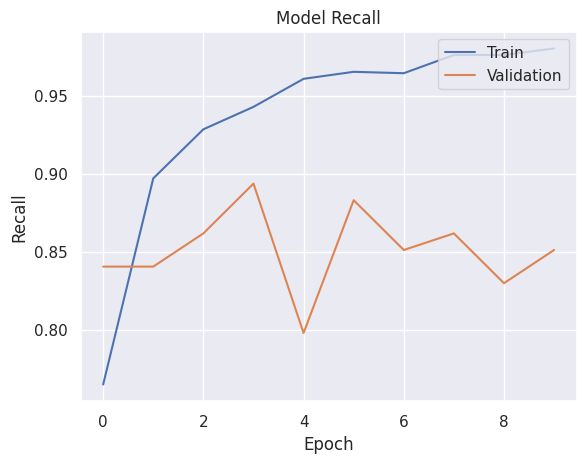 Model Recall
Train
Validation
0.95
0.90
0.85
0.80
Recall
0 2 4 6 8
Epoch